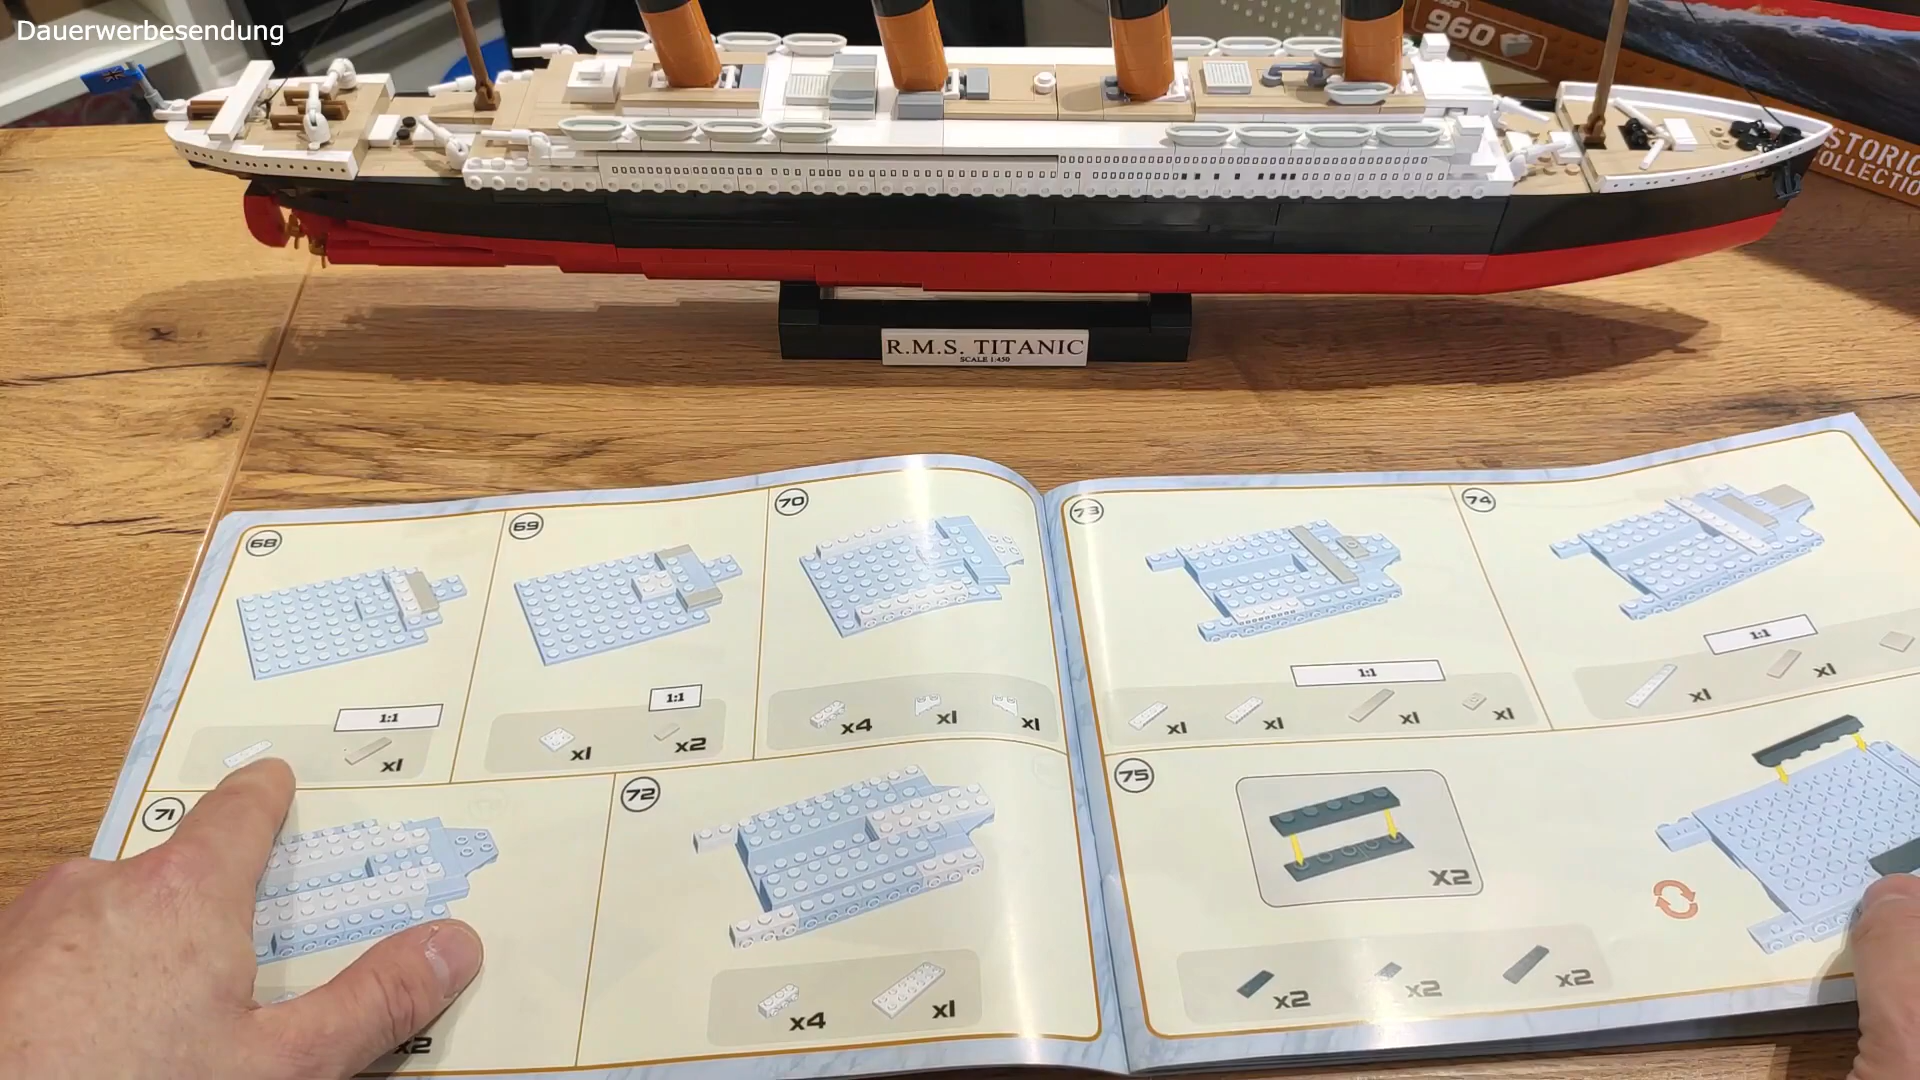 Dauerwerbesendung
960
STORIC
COLLECTIO
R.M.S. TITANIC
SCALE 1:450
68
1:1
x1
69
1:1
x1
x2
70
x4
x1
x1
71
x2
72
x4
x1
73
1:1
x1
x1
x1
x1
74
1:1
x1
x1
75
X2
x2
x2
x2